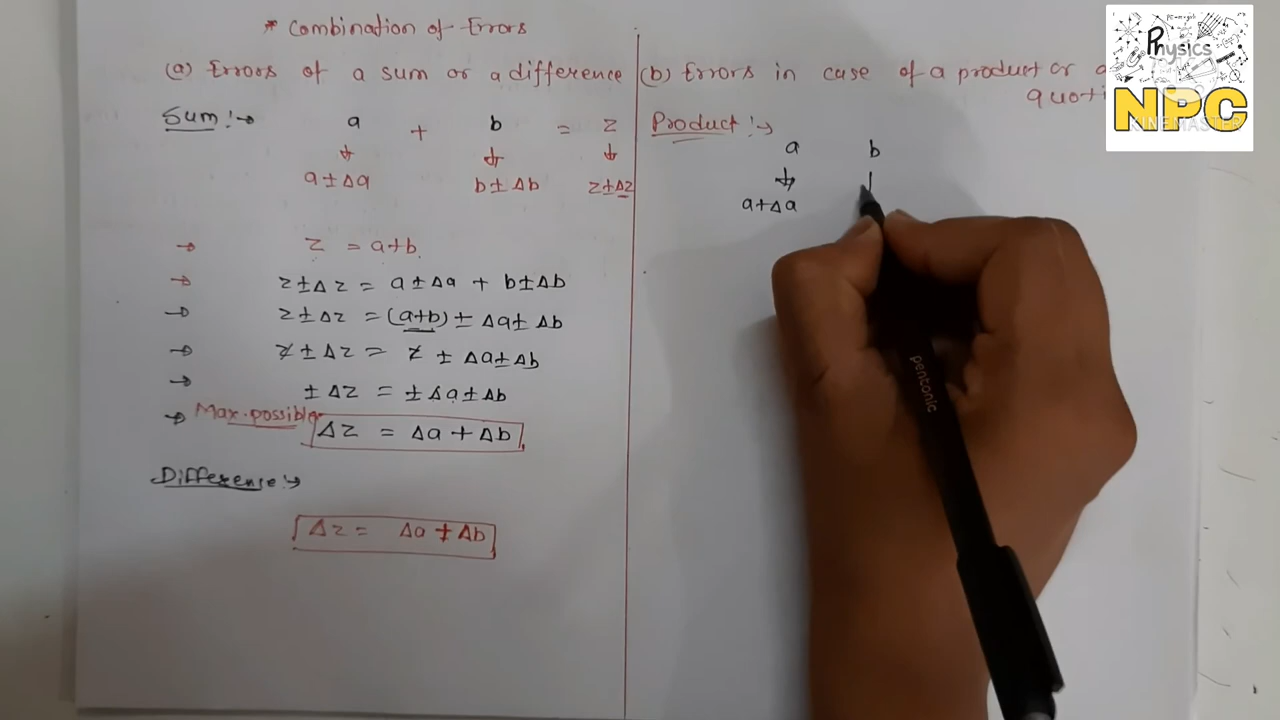 * Combination of Errors
(a) Errors of a sum or a difference
Sum:→ a + b = z
a±Δa b±Δb z±Δz
→ z = a+b
→ z±Δz = a±Δa + b±Δb
→ z±Δz = (a+b) ± Δa±Δb
→ z±Δz = z ± Δa±Δb
→ ±Δz = ±Δa±Δb
→ Max. possible Δz = Δa+Δb
Difference:→
Δz = Δa + Δb
(b) Errors in case of a product or a
quoti
Product:→
a b
a+Δa
Physics
NPC
KINEMASTER
pentonic